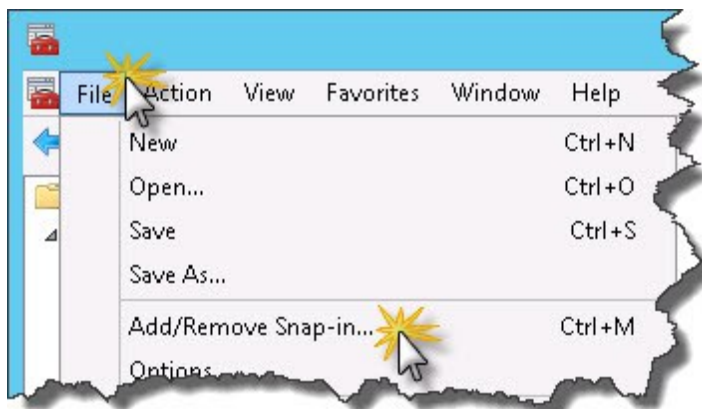 File Action View Favorites Window Help
New Ctrl+N
Open... Ctrl+O
Save Ctrl+S
Save As...
Add/Remove Snap-in... Ctrl+M
Options...